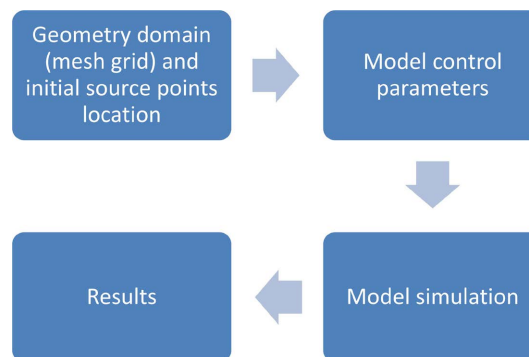 Geometry domain
(mesh grid) and
initial source points
location
Model control
parameters
Model simulation
Results